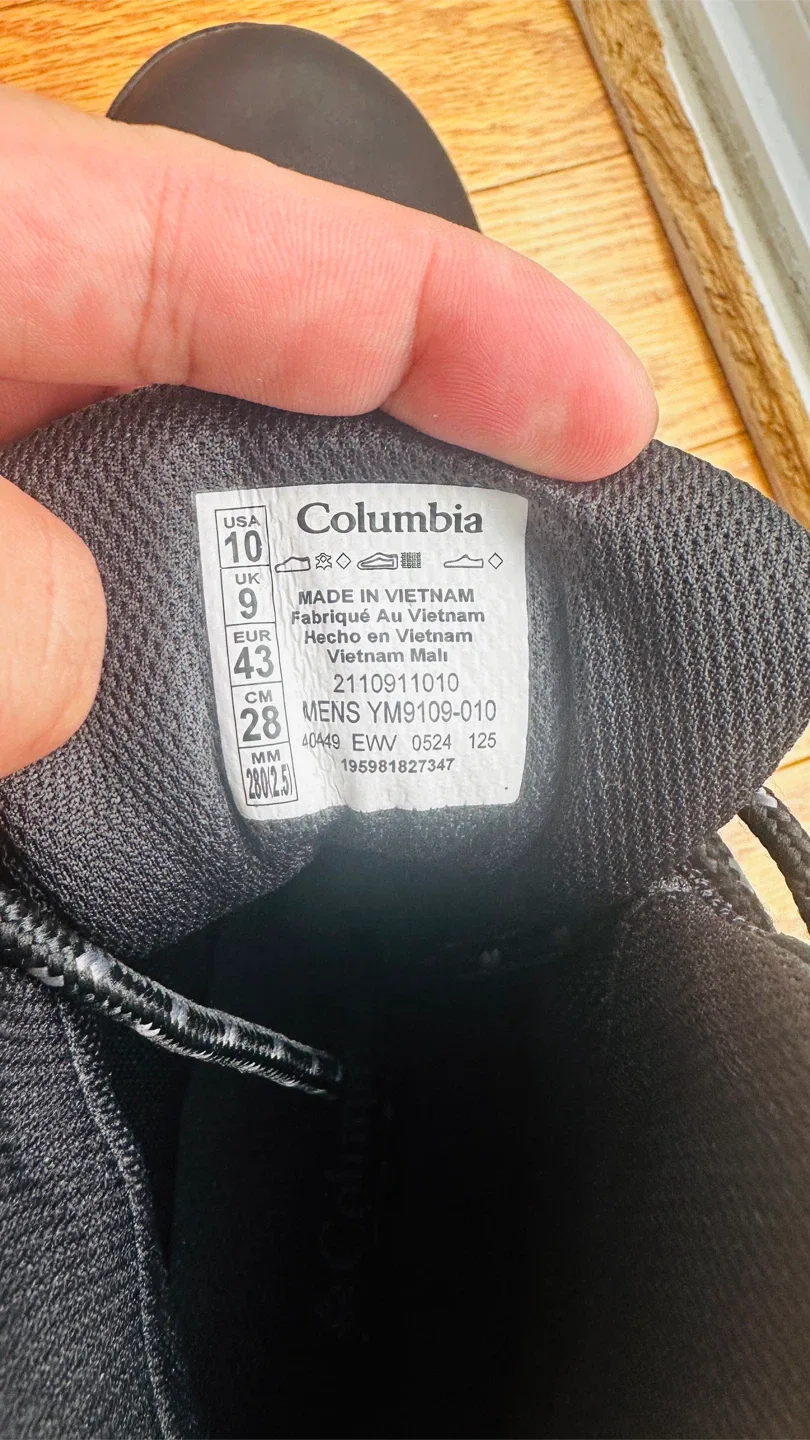 USA
10
UK
9
EUR
43
CM
28
MM
280(2.5)
Columbia
MADE IN VIETNAM
Fabriqué Au Vietnam
Hecho en Vietnam
Vietnam Malı
2110911010
MENS YM9109-010
40449 EWV 0524 125
195981827347
Columbia